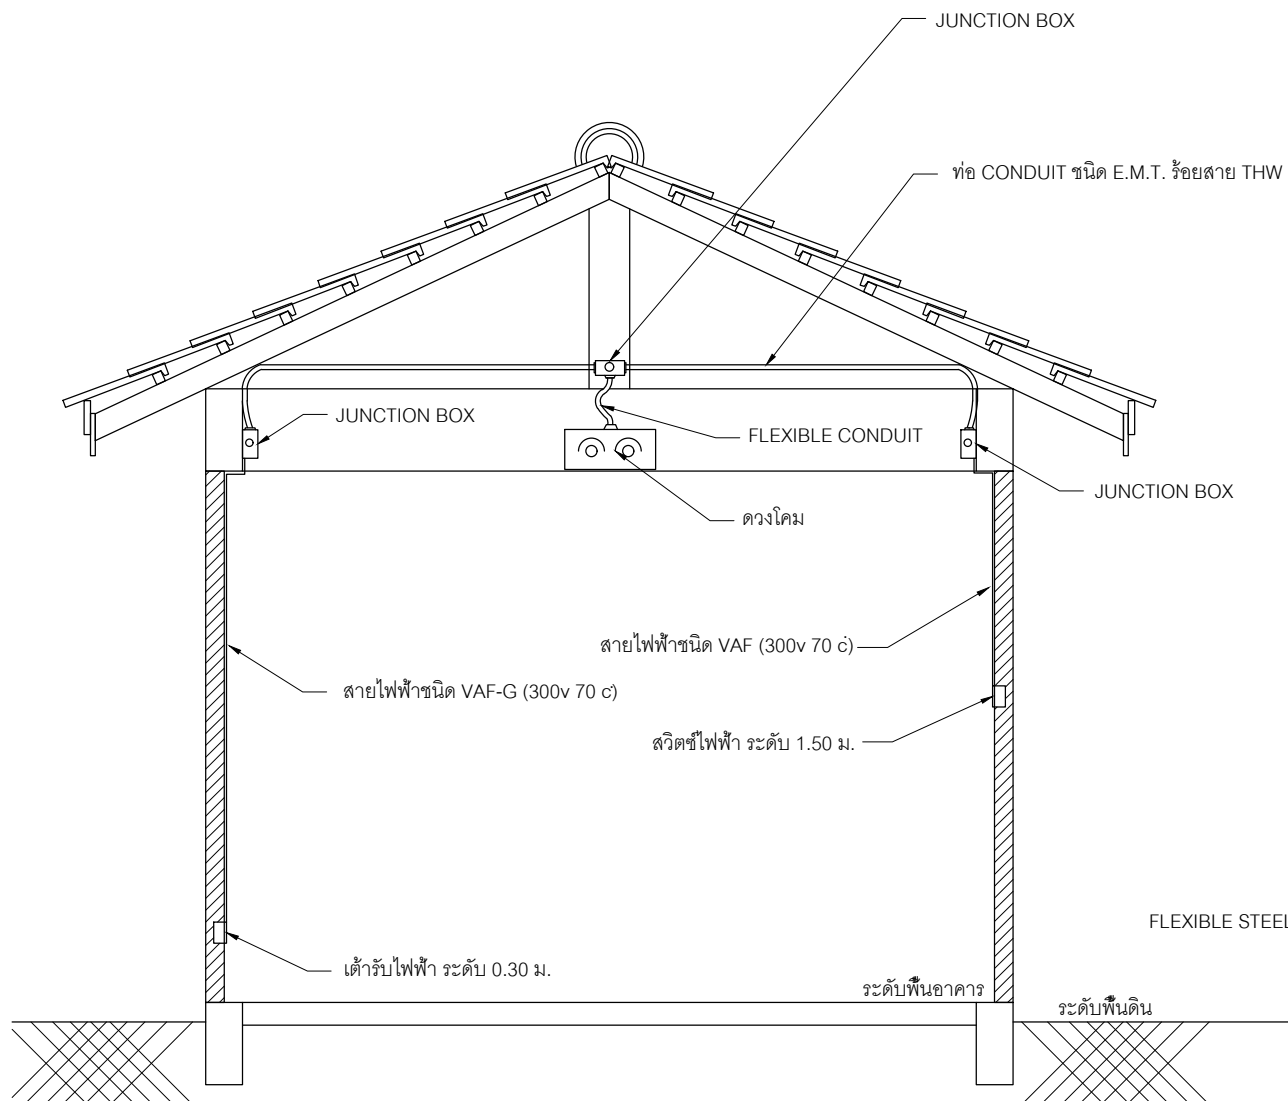 JUNCTION BOX
ท่อ CONDUIT ชนิด E.M.T. ร้อยสาย THW
JUNCTION BOX
FLEXIBLE CONDUIT
JUNCTION BOX
ดวงโคม
สายไฟฟ้าชนิด VAF (300v 70 c)
สายไฟฟ้าชนิด VAF-G (300v 70 c)
สวิตซ์ไฟฟ้า ระดับ 1.50 ม.
FLEXIBLE STEEL
เต้ารับไฟฟ้า ระดับ 0.30 ม.
ระดับพื้นอาคาร
ระดับพื้นดิน